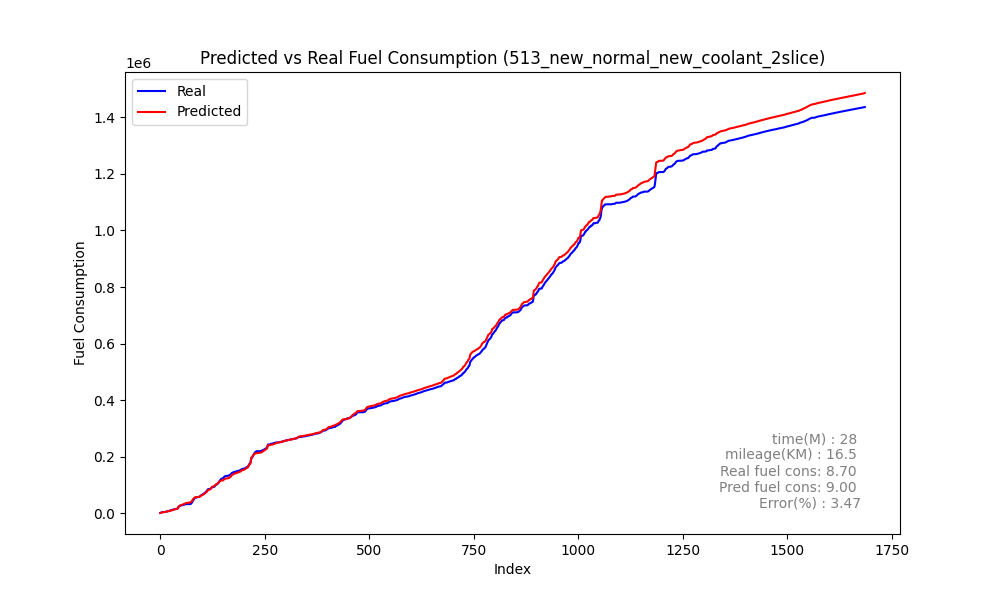 Predicted vs Real Fuel Consumption (513_new_normal_new_coolant_2slice)
1e6
Real
Predicted
1.4
1.2
1.0
0.8
0.6
0.4
0.2
0.0
Fuel Consumption
time(M) : 28
mileage(KM) : 16.5
Real fuel cons: 8.70
Pred fuel cons: 9.00
Error(%) : 3.47
0 250 500 750 1000 1250 1500 1750
Index